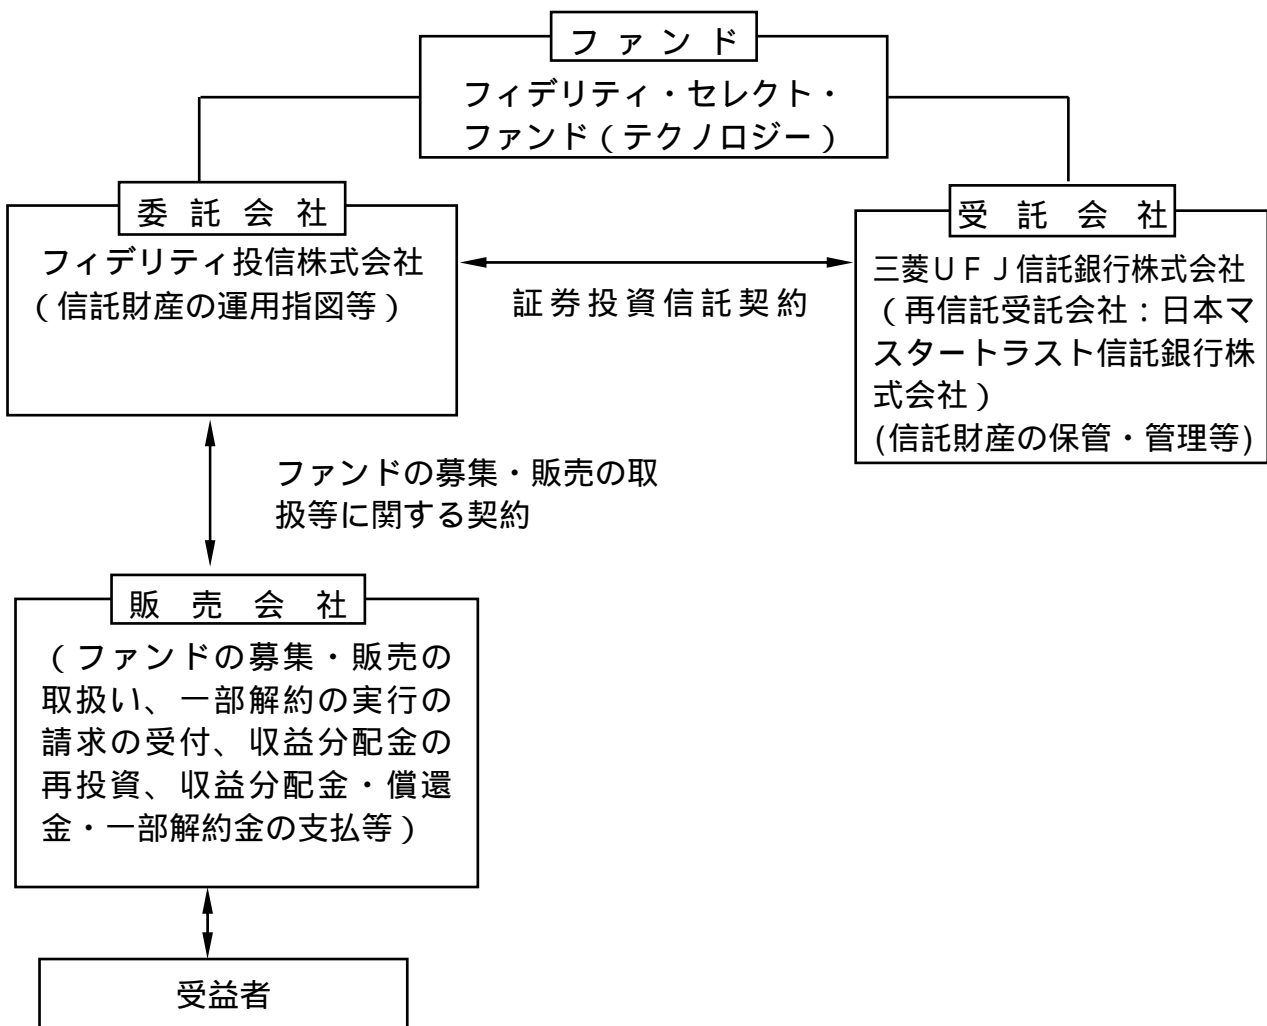 ファンド
フィデリティ・セレクト・
ファンド（テクノロジー）
委託会社
フィデリティ投信株式会社
（信託財産の運用指図等）
証券投資信託契約
受託会社
三菱ＵＦＪ信託銀行株式会社
（再信託受託会社：日本マ
スタートラスト信託銀行株
式会社）
(信託財産の保管・管理等)
ファンドの募集・販売の取
扱等に関する契約
販売会社
（ファンドの募集・販売の
取扱い、一部解約の実行の
請求の受付、収益分配金の
再投資、収益分配金・償還
金・一部解約金の支払等）
受益者